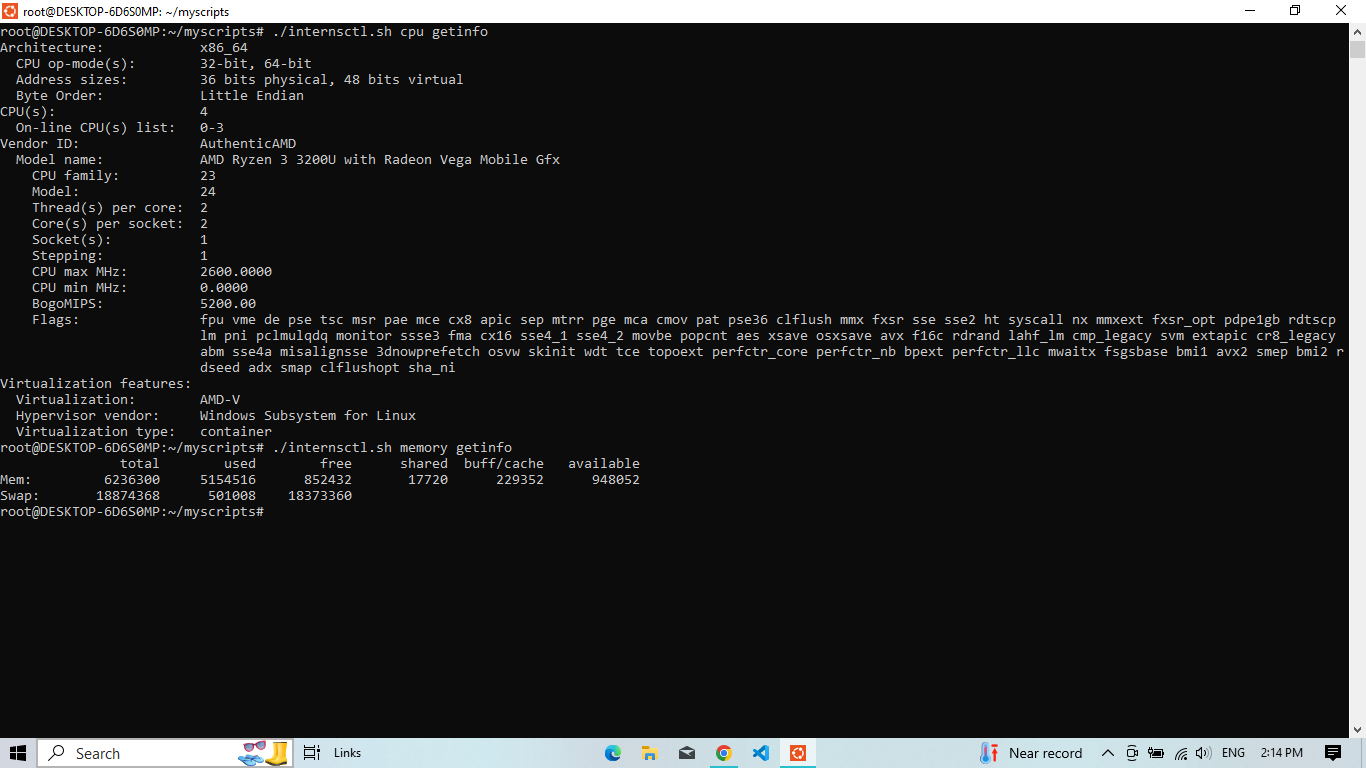 root@DESKTOP-6D6S0MP: ~/myscripts
root@DESKTOP-6D6S0MP:~/myscripts# ./internsctl.sh cpu getinfo
Architecture:            x86_64
  CPU op-mode(s):        32-bit, 64-bit
  Address sizes:         36 bits physical, 48 bits virtual
  Byte Order:            Little Endian
CPU(s):                  4
  On-line CPU(s) list:   0-3
Vendor ID:               AuthenticAMD
  Model name:            AMD Ryzen 3 3200U with Radeon Vega Mobile Gfx
    CPU family:          23
    Model:               24
    Thread(s) per core:  2
    Core(s) per socket:  2
    Socket(s):           1
    Stepping:            1
    CPU max MHz:         2600.0000
    CPU min MHz:         0.0000
    BogoMIPS:            5200.00
    Flags:               fpu vme de pse tsc msr pae mce cx8 apic sep mtrr pge mca cmov pat pse36 clflush mmx fxsr sse sse2 ht syscall nx mmxext fxsr_opt pdpe1gb rdtscp
                         lm pni pclmulqdq monitor ssse3 fma cx16 sse4_1 sse4_2 movbe popcnt aes xsave osxsave avx f16c rdrand lahf_lm cmp_legacy svm extapic cr8_legacy
                         abm sse4a misalignsse 3dnowprefetch osvw skinit wdt tce topoext perfctr_core perfctr_nb bpext perfctr_llc mwaitx fsgsbase bmi1 avx2 smep bmi2 r
                         dseed adx smap clflushopt sha_ni
Virtualization features:
  Virtualization:        AMD-V
  Hypervisor vendor:     Windows Subsystem for Linux
  Virtualization type:   container
root@DESKTOP-6D6S0MP:~/myscripts# ./internsctl.sh memory getinfo
               total        used        free      shared  buff/cache   available
Mem:         6236300     5154516      852432       17720      229352      948052
Swap:       18874368      501008    18373360
root@DESKTOP-6D6S0MP:~/myscripts#
Search Links Near record ENG 2:14 PM